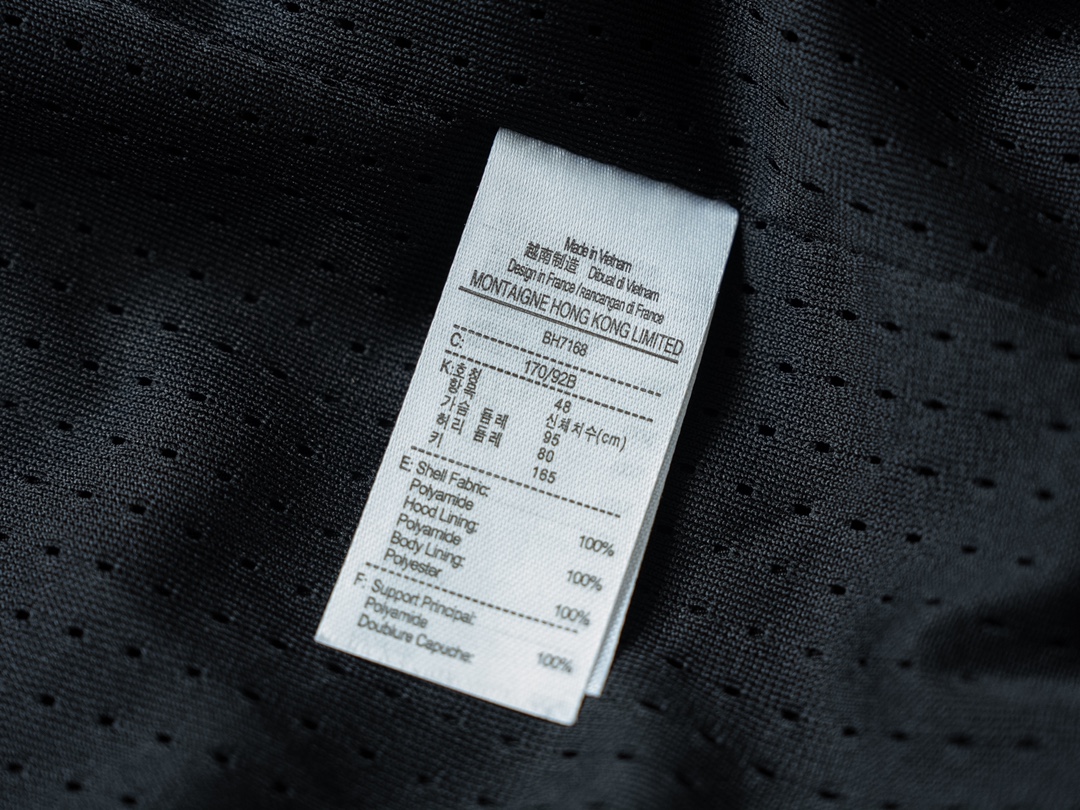 Made in Vietnam
越南制造 Dibuat di Vietnam
Design in France / rancangan di France
MONTAIGNE HONG KONG LIMITED
BH7168
C: 170/92B
K: 호칭 48
항목 신체치수(cm)
가슴 둘레 95
허리 둘레 80
키 165
E: Shell Fabric:
Polyamide 100%
Hood Lining:
Polyamide 100%
Body Lining:
Polyester 100%
F: Support Principal:
Polyamide 100%
Doublure Capuche: